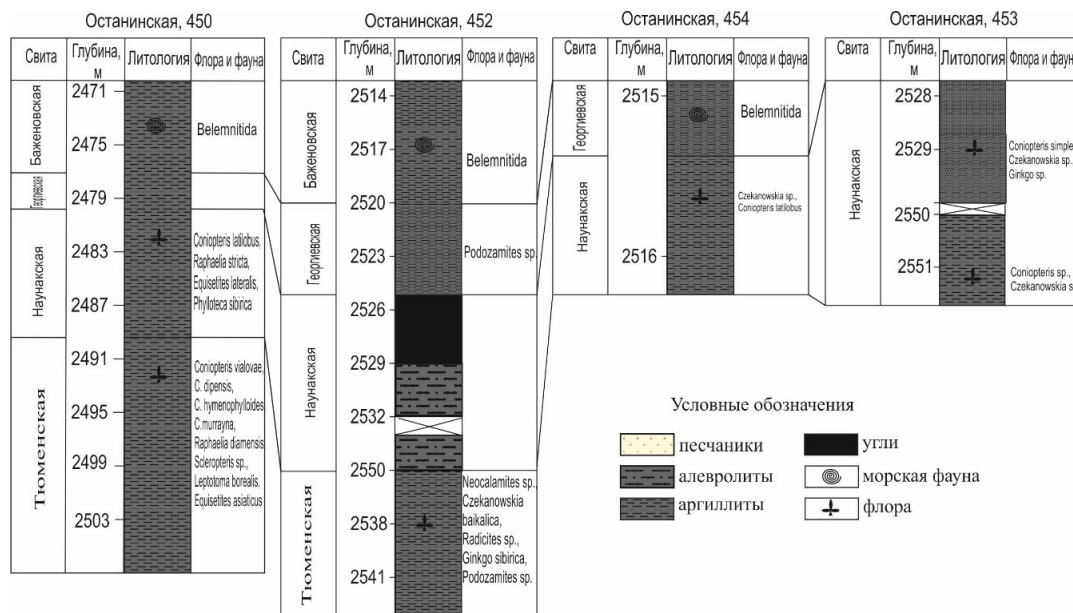 Останинская, 450
Свита
Глубина,
м
Литология
Флора и фауна
Баженовская
Георгиевская
Наунакская
Тюменская
2471
2475
2479
2483
2487
2491
2495
2499
2503
Belemnitida
Coniopteris latilobus,
Raphaelia stricta,
Equisetites lateralis,
Phylloteca sibirica
Coniopteris vialovae,
C. dipensis,
C. hymenophylloides
C.murrayna,
Raphaelia diamensis
Scleropteris sp.,
Leptotoma borealis,
Equisetites asiaticus
Останинская, 452
Свита
Глубина,
м
Литология
Флора и фауна
Баженовская
Георгиевская
Наунакская
Тюменская
2514
2517
2520
2523
2526
2529
2532
2550
2538
2541
Belemnitida
Podozamites sp.
Neocalamites sp.,
Czekanowskia
baikalica,
Radicites sp.,
Ginkgo sibirica,
Podozamites sp.
Останинская, 454
Свита
Глубина,
м
Литология
Флора и фауна
Георгиевская
Наунакская
2515
2516
Belemnitida
Czekanowskia sp.,
Coniopteris latilobus
Останинская, 453
Свита
Глубина,
м
Литология
Флора и фауна
Наунакская
2528
2529
2550
2551
Coniopteris simple
Czekanowskia sp.,
Ginkgo sp.
Coniopteris sp.,
Czekanowskia s
Условные обозначения
песчаники
алевролиты
аргиллиты
угли
морская фауна
флора